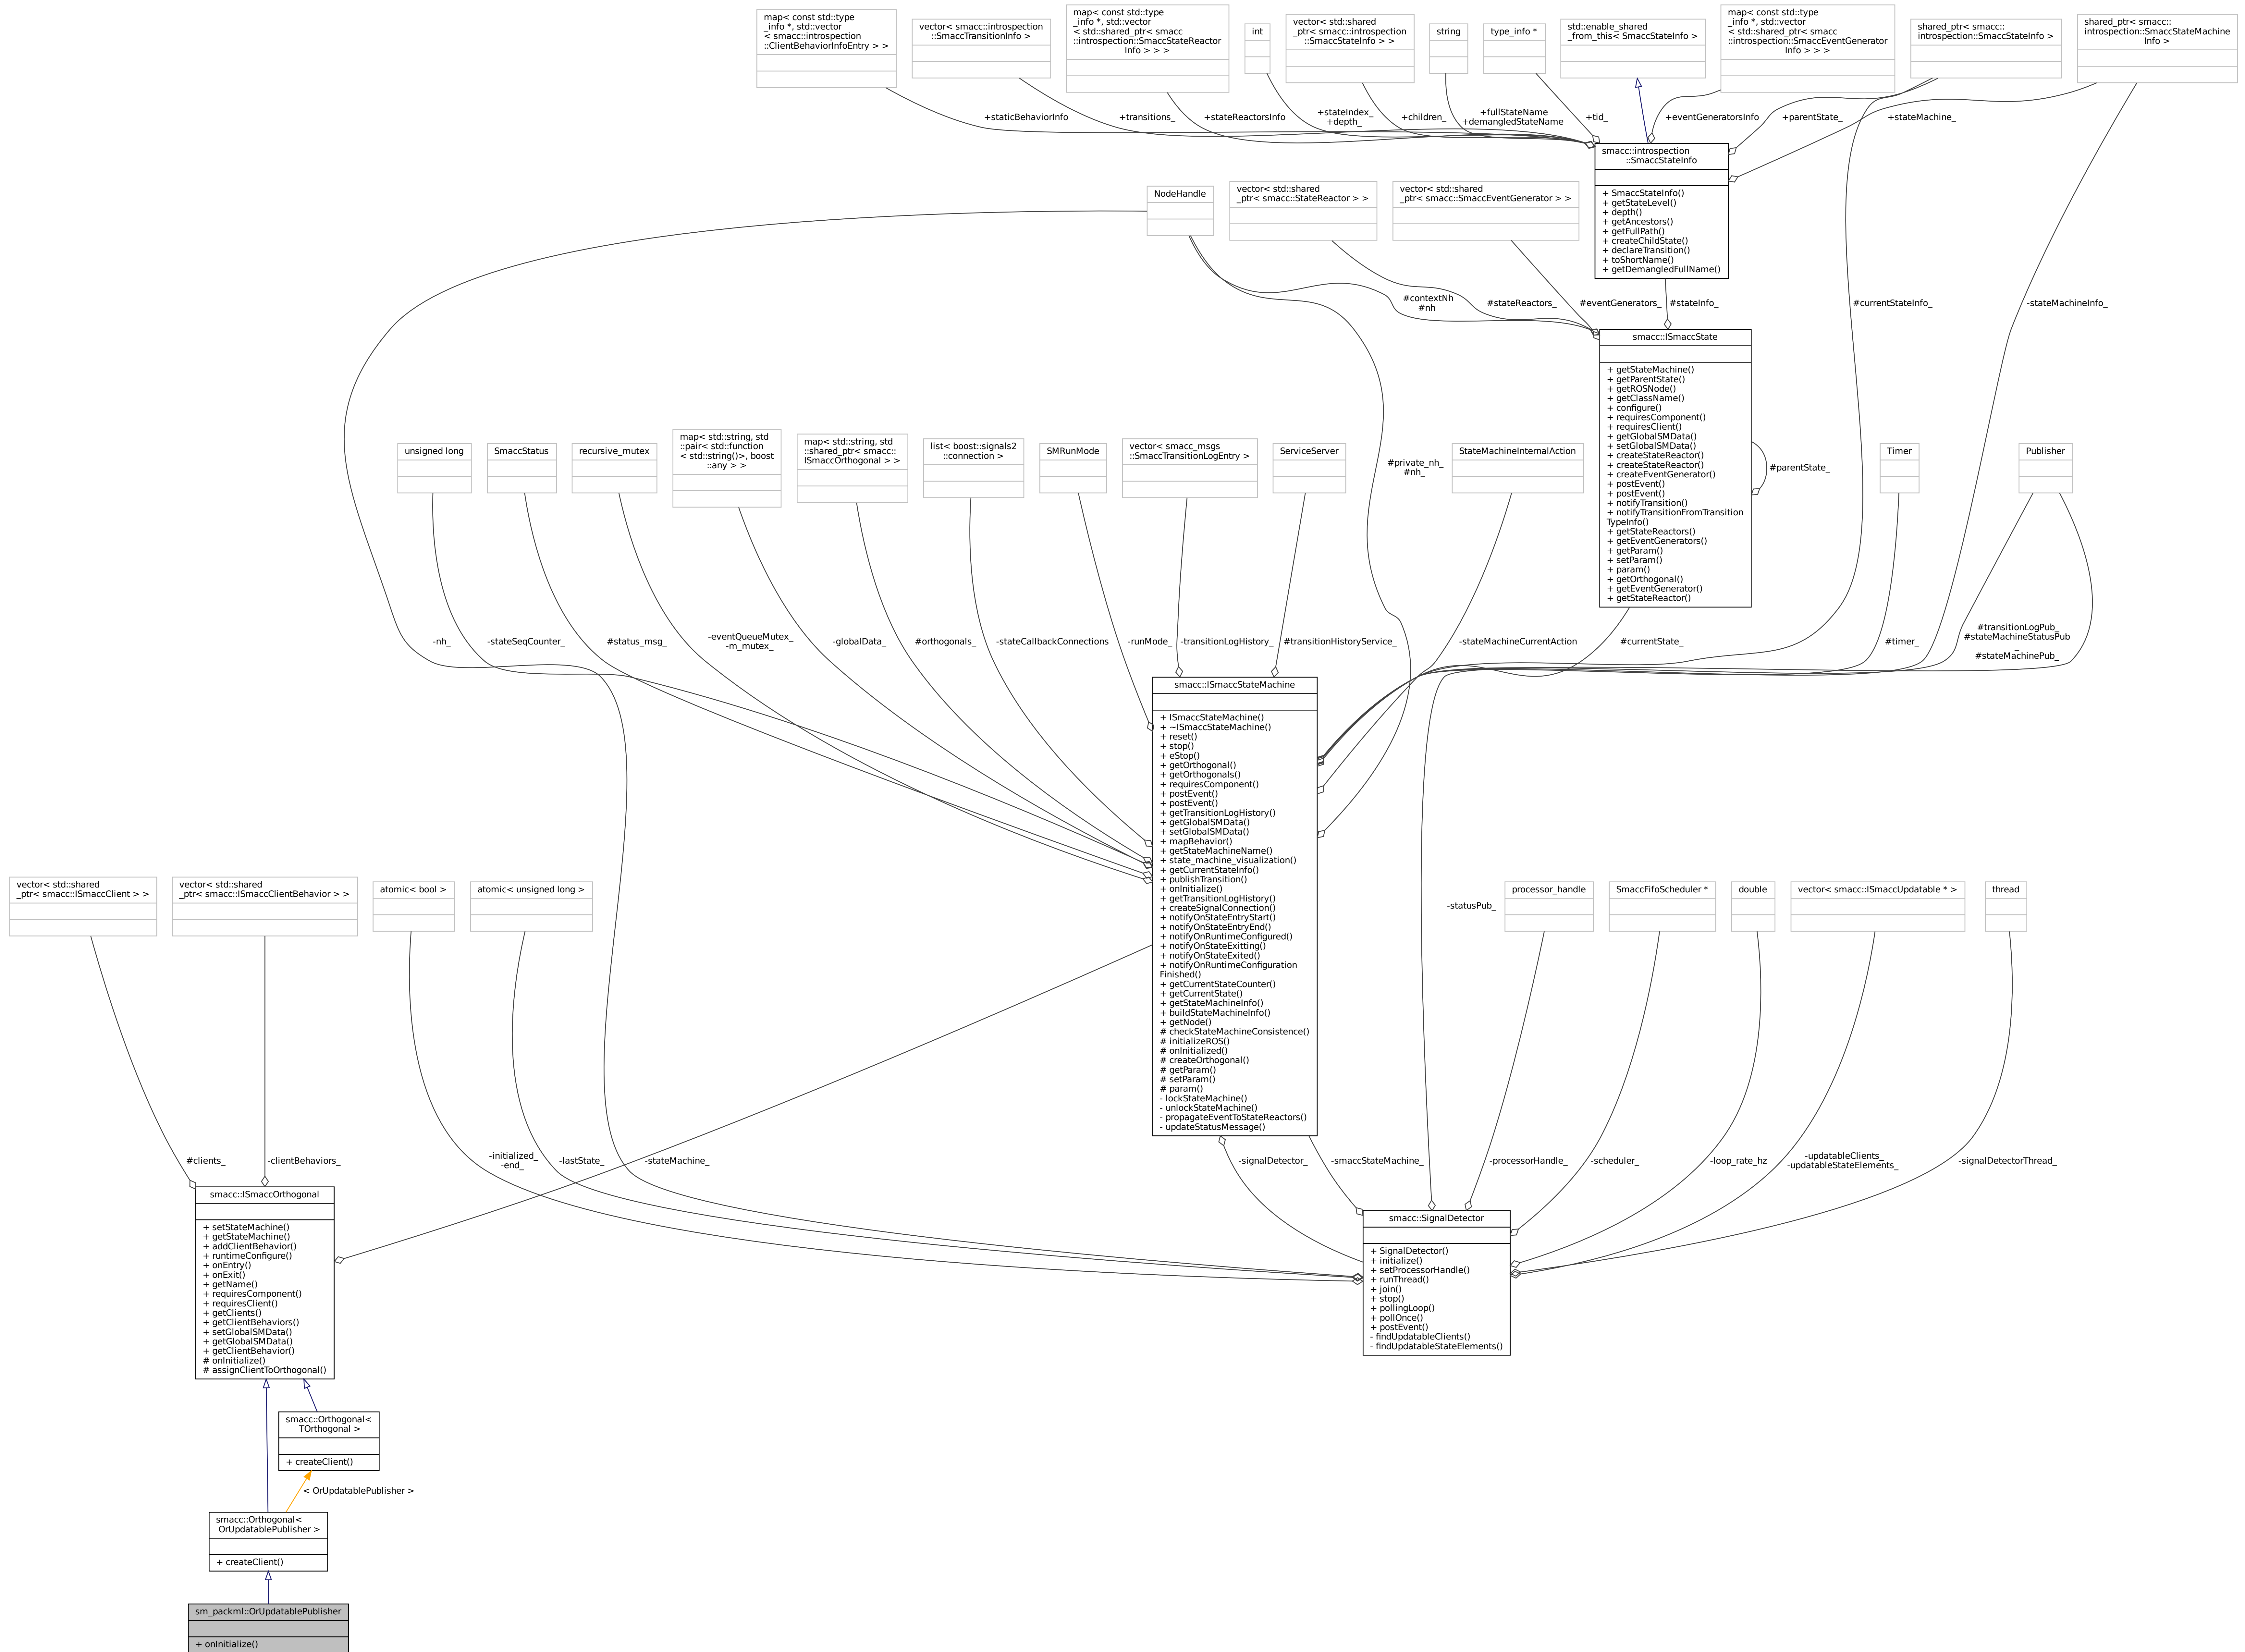 map< const std::type
_info *, std::vector
< smacc::introspection
::ClientBehaviorInfoEntry > >
vector< smacc::introspection
::SmaccTransitionInfo >
map< const std::type
_info *, std::vector
< std::shared_ptr< smacc
::introspection::SmaccStateReactor
Info > > >
int
vector< std::shared
_ptr< smacc::introspection
::SmaccStateInfo > >
string
type_info *
std::enable_shared
_from_this< SmaccStateInfo >
map< const std::type
_info *, std::vector
< std::shared_ptr< smacc
::introspection::SmaccEventGenerator
Info > > >
shared_ptr< smacc::
introspection::SmaccStateInfo >
shared_ptr< smacc::
introspection::SmaccStateMachine
Info >
+staticBehaviorInfo
+transitions_
+stateReactorsInfo
+stateIndex_
+depth_
+children_
+fullStateName
+demangledStateName
+tid_
+eventGeneratorsInfo
+parentState_
+stateMachine_
smacc::introspection
::SmaccStateInfo
+ SmaccStateInfo()
+ getStateLevel()
+ depth()
+ getAncestors()
+ getFullPath()
+ createChildState()
+ declareTransition()
+ toShortName()
+ getDemangledFullName()
NodeHandle
vector< std::shared
_ptr< smacc::StateReactor > >
vector< std::shared
_ptr< smacc::SmaccEventGenerator > >
#contextNh
#nh
#stateReactors_
#eventGenerators_
#stateInfo_
#currentStateInfo_
-stateMachineInfo_
smacc::ISmaccState
+ getStateMachine()
+ getParentState()
+ getROSNode()
+ getClassName()
+ configure()
+ requiresComponent()
+ requiresClient()
+ getGlobalSMData()
+ setGlobalSMData()
+ createStateReactor()
+ createStateReactor()
+ createEventGenerator()
+ postEvent()
+ postEvent()
+ notifyTransition()
+ notifyTransitionFromTransition
TypeInfo()
+ getStateReactors()
+ getEventGenerators()
+ getParam()
+ setParam()
+ param()
+ getOrthogonal()
+ getEventGenerator()
+ getStateReactor()
#parentState_
unsigned long
SmaccStatus
recursive_mutex
map< std::string, std
::pair< std::function
< std::string()>, boost
::any > >
map< std::string, std
::shared_ptr< smacc::
ISmaccOrthogonal > >
list< boost::signals2
::connection >
SMRunMode
vector< smacc_msgs
::SmaccTransitionLogEntry >
ServiceServer
#private_nh_
#nh_
StateMachineInternalAction
Timer
Publisher
-nh_
-stateSeqCounter_
#status_msg_
-eventQueueMutex_
-m_mutex_
-globalData_
#orthogonals_
-stateCallbackConnections
-runMode_
-transitionLogHistory_
#transitionHistoryService_
-stateMachineCurrentAction
#currentState_
#timer_
#transitionLogPub_
#stateMachineStatusPub
_
#stateMachinePub_
smacc::ISmaccStateMachine
+ ISmaccStateMachine()
+ ~ISmaccStateMachine()
+ reset()
+ stop()
+ eStop()
+ getOrthogonal()
+ getOrthogonals()
+ requiresComponent()
+ postEvent()
+ postEvent()
+ getTransitionLogHistory()
+ getGlobalSMData()
+ setGlobalSMData()
+ mapBehavior()
+ getStateMachineName()
+ state_machine_visualization()
+ getCurrentStateInfo()
+ publishTransition()
+ onInitialize()
+ getTransitionLogHistory()
+ createSignalConnection()
+ notifyOnStateEntryStart()
+ notifyOnStateEntryEnd()
+ notifyOnRuntimeConfigured()
+ notifyOnStateExitting()
+ notifyOnStateExited()
+ notifyOnRuntimeConfiguration
Finished()
+ getCurrentStateCounter()
+ getCurrentState()
+ getStateMachineInfo()
+ buildStateMachineInfo()
+ getNode()
# checkStateMachineConsistence()
# initializeROS()
# onInitialized()
# createOrthogonal()
# getParam()
# setParam()
# param()
- lockStateMachine()
- unlockStateMachine()
- propagateEventToStateReactors()
- updateStatusMessage()
vector< std::shared
_ptr< smacc::ISmaccClient > >
vector< std::shared
_ptr< smacc::ISmaccClientBehavior > >
atomic< bool >
atomic< unsigned long >
-statusPub_
processor_handle
SmaccFifoScheduler *
double
vector< smacc::ISmaccUpdatable * >
thread
#clients_
-clientBehaviors_
-initialized_
-end_
-lastState_
-stateMachine_
-signalDetector_
-smaccStateMachine_
-processorHandle_
-scheduler_
-loop_rate_hz
-updatableClients_
-updatableStateElements_
-signalDetectorThread_
smacc::ISmaccOrthogonal
+ setStateMachine()
+ getStateMachine()
+ addClientBehavior()
+ runtimeConfigure()
+ onEntry()
+ onExit()
+ getName()
+ requiresComponent()
+ requiresClient()
+ getClients()
+ getClientBehaviors()
+ setGlobalSMData()
+ getGlobalSMData()
+ getClientBehavior()
# onInitialize()
# assignClientToOrthogonal()
smacc::SignalDetector
+ SignalDetector()
+ initialize()
+ setProcessorHandle()
+ runThread()
+ join()
+ stop()
+ pollingLoop()
+ pollOnce()
+ postEvent()
- findUpdatableClients()
- findUpdatableStateElements()
smacc::Orthogonal<
TOrthogonal >
+ createClient()
< OrUpdatablePublisher >
smacc::Orthogonal<
OrUpdatablePublisher >
+ createClient()
sm_packml::OrUpdatablePublisher
+ onInitialize()